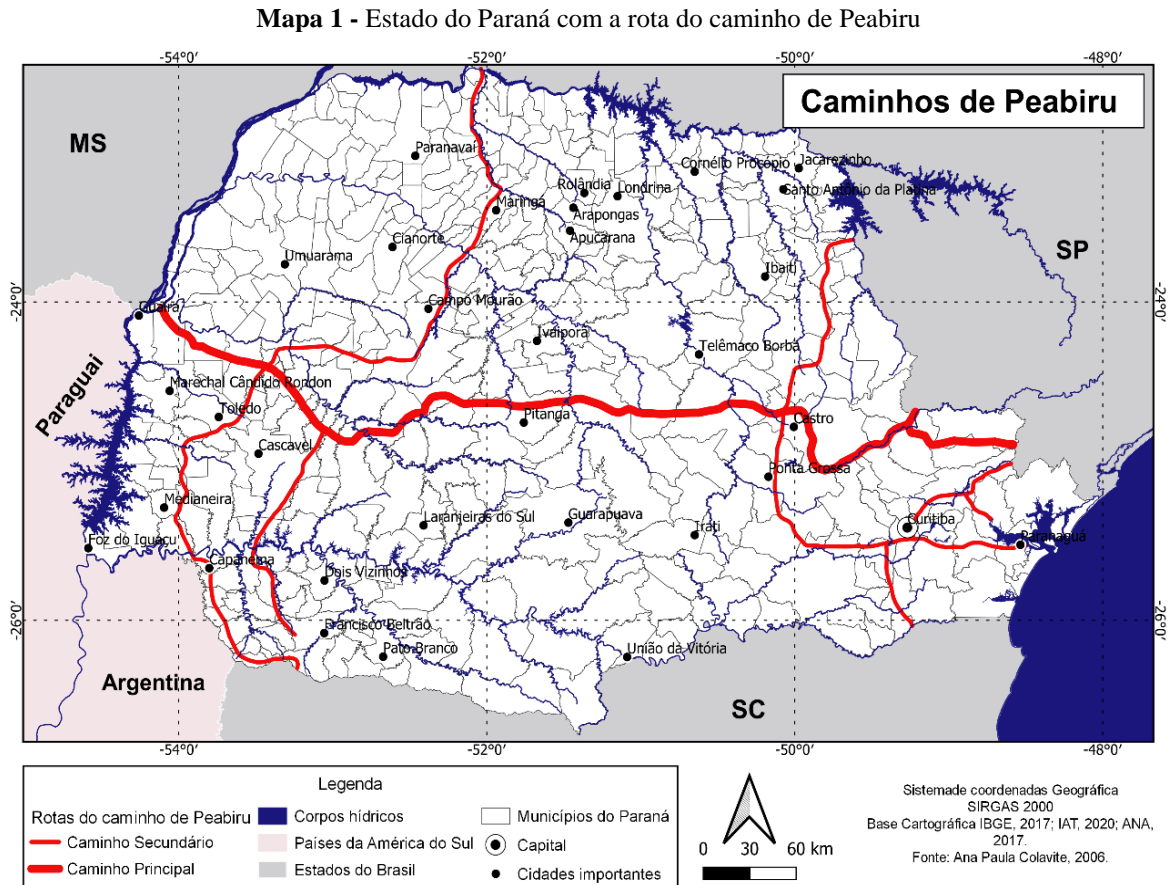 Mapa 1 - Estado do Paraná com a rota do caminho de Peabiru
-54°0′ -52°0′ -50°0′ -48°0′
Caminhos de Peabiru
MS
Paranavaí
Cornélio Procópio
Jacarezinho
Rolândia
Londrina
Santo Antônio da Platina
Maringá
Arapongas
Apucarana
Cianorte
SP
Umuarama
Ibaiti
-24°0′
-24°0′
Campo Mourão
Guaíra
Ivaiporã
Telêmaco Borba
Paraguai
Marechal Cândido Rondon
Toledo
Pitanga
Castro
Cascavel
Ponta Grossa
Medianeira
Laranjeiras do Sul
Guarapuava
Irati
Curitiba
Paranaguá
Foz do Iguaçu
Capanema
Dois Vizinhos
-26°0′
-26°0′
Francisco Beltrão
Pato Branco
União da Vitória
Argentina
SC
-54°0′ -52°0′ -50°0′ -48°0′
Legenda
Rotas do caminho de Peabiru
Caminho Secundário
Caminho Principal
Corpos hídricos
Países da América do Sul
Estados do Brasil
Municípios do Paraná
Capital
Cidades importantes
0 30 60 km
Sistemade coordenadas Geográfica
SIRGAS 2000
Base Cartográfica IBGE, 2017; IAT, 2020; ANA,
2017.
Fonte: Ana Paula Colavite, 2006.